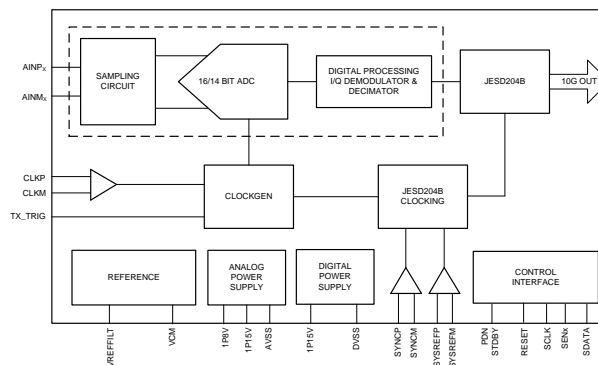 AINPX
AINMX
SAMPLING
CIRCUIT
16/14 BIT ADC
DIGITAL PROCESSING
I/Q DEMODULATOR &
DECIMATOR
JESD204B
10G OUT
CLKP
CLKM
TX_TRIG
CLOCKGEN
JESD204B
CLOCKING
REFERENCE
ANALOG
POWER
SUPPLY
DIGITAL
POWER
SUPPLY
CONTROL
INTERFACE
VREFFILT
VCM
1P8V
1P15V
AVSS
1P15V
DVSS
SYNCP
SYNCM
SYSREFP
SYSREFM
PDN
STDBY
RESET
SCLK
SENx
SDATA